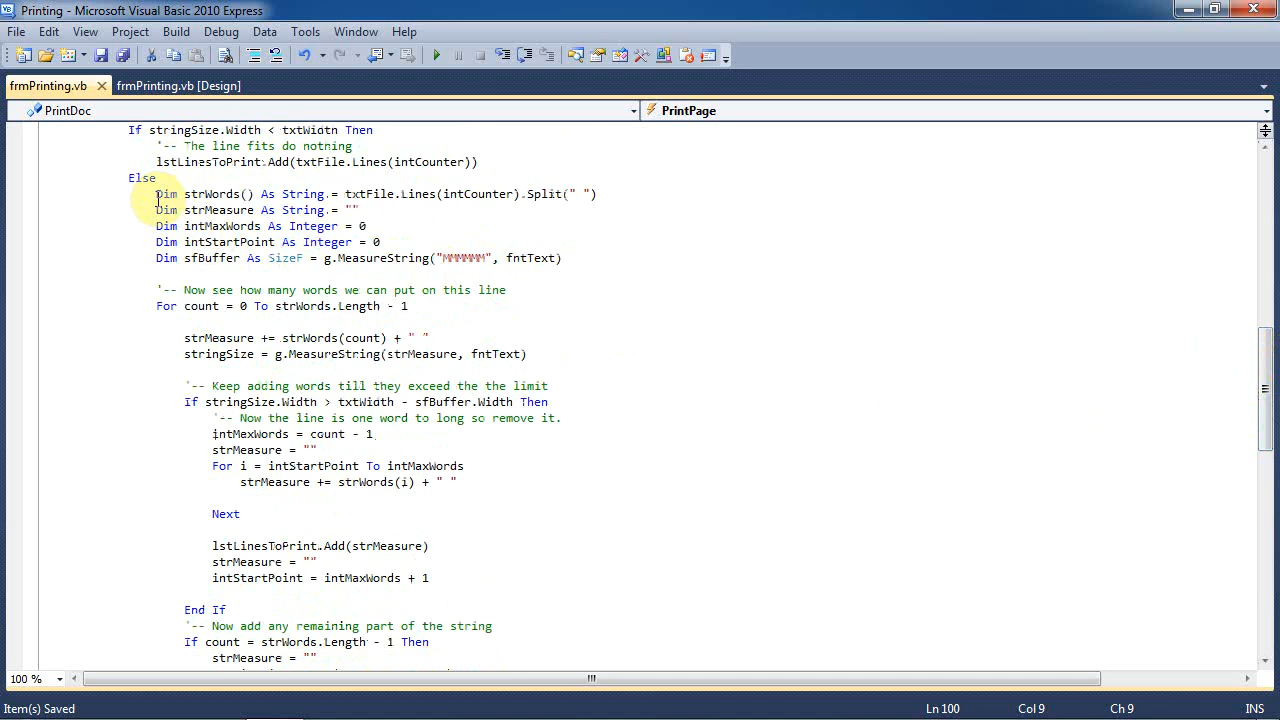 Printing - Microsoft Visual Basic 2010 Express
File Edit View Project Build Debug Data Tools Window Help
frmPrinting.vb frmPrinting.vb [Design]
PrintDoc PrintPage
If stringSize.Width < txtWidth Then
'-- The line fits do nothing
lstLinesToPrint.Add(txtFile.Lines(intCounter))
Else
Dim strWords() As String = txtFile.Lines(intCounter).Split(" ")
Dim strMeasure As String = ""
Dim intMaxWords As Integer = 0
Dim intStartPoint As Integer = 0
Dim sfBuffer As SizeF = g.MeasureString("MMMMMM", fntText)
'-- Now see how many words we can put on this line
For count = 0 To strWords.Length - 1
strMeasure += strWords(count) + " "
stringSize = g.MeasureString(strMeasure, fntText)
'-- Keep adding words till they exceed the the limit
If stringSize.Width > txtWidth - sfBuffer.Width Then
'-- Now the line is one word to long so remove it.
intMaxWords = count - 1
strMeasure = ""
For i = intStartPoint To intMaxWords
strMeasure += strWords(i) + " "
Next
lstLinesToPrint.Add(strMeasure)
strMeasure = ""
intStartPoint = intMaxWords + 1
End If
'-- Now add any remaining part of the string
If count = strWords.Length - 1 Then
strMeasure = ""
100 %
Item(s) Saved Ln 100 Col 9 Ch 9 INS